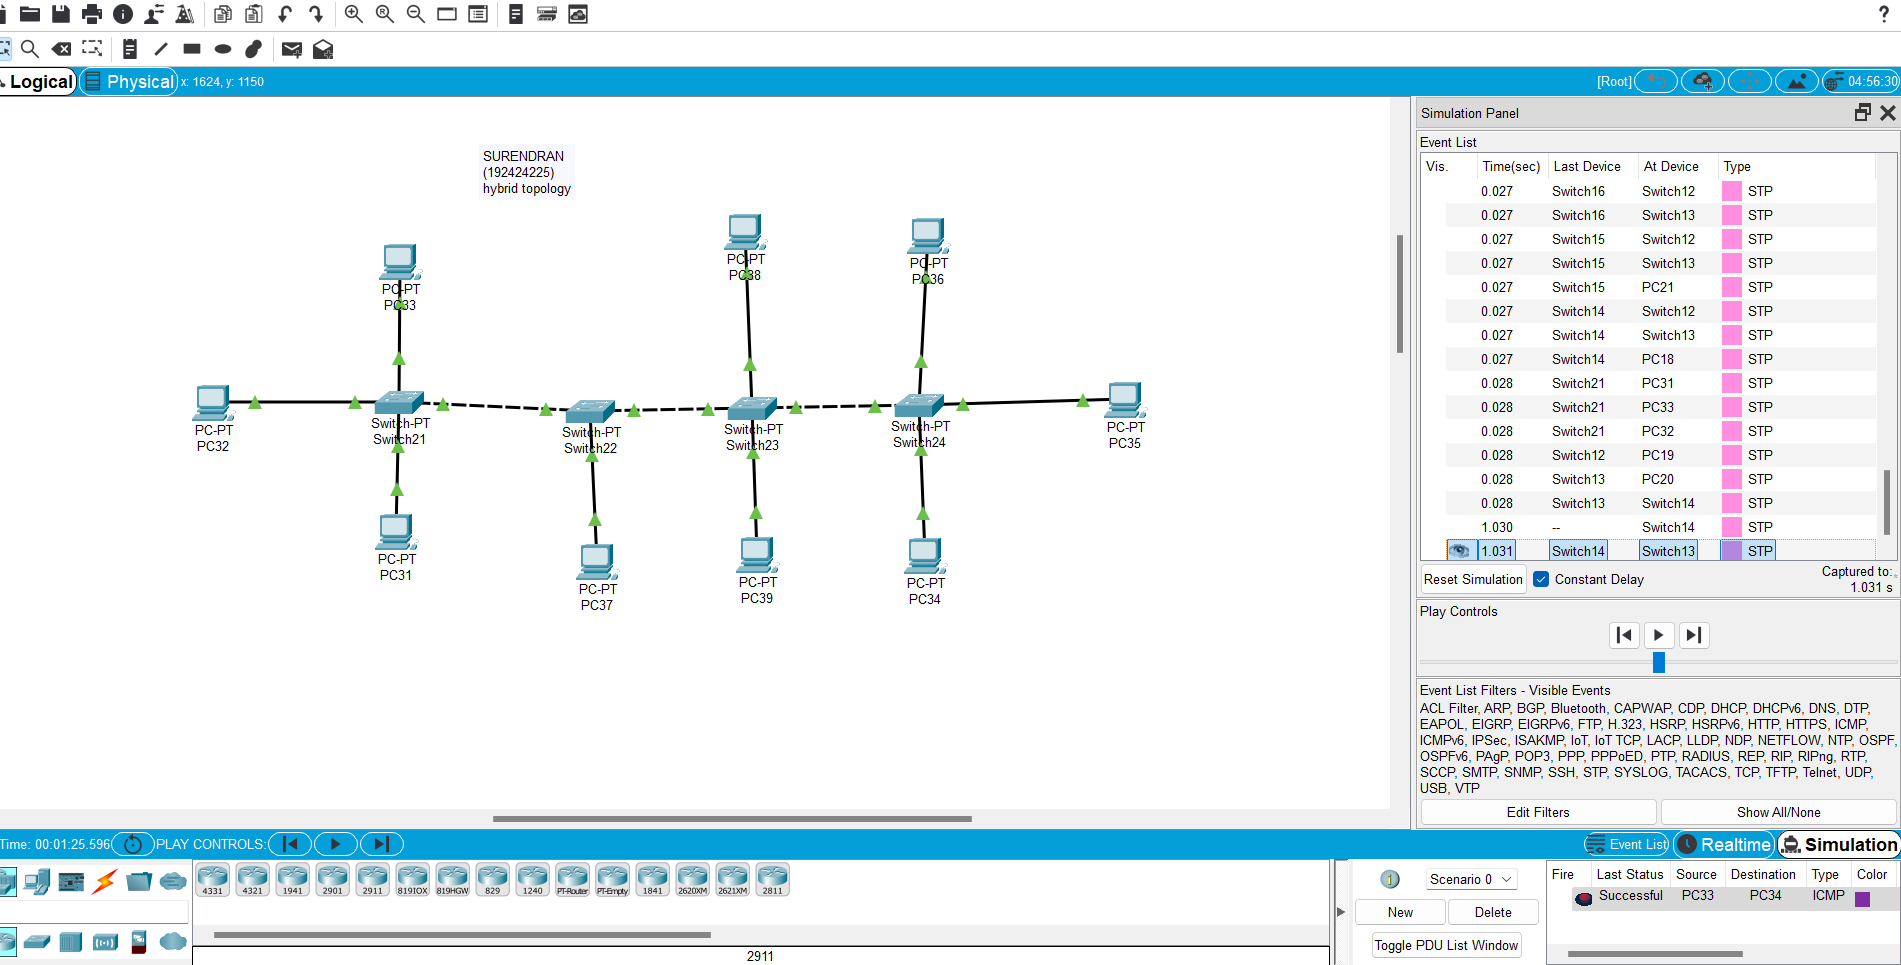 ?
Logical
Physical x: 1624, y: 1150
[Root]
04:56:30
SURENDRAN
(192424225)
hybrid topology
PC-PT
PC33
PC-PT
PC38
PC-PT
PC36
PC-PT
PC32
Switch-PT
Switch21
Switch-PT
Switch22
Switch-PT
Switch23
Switch-PT
Switch24
PC-PT
PC35
PC-PT
PC31
PC-PT
PC37
PC-PT
PC39
PC-PT
PC34
Simulation Panel
Event List
Vis. Time(sec) Last Device At Device Type
0.027 Switch16 Switch12 STP
0.027 Switch16 Switch13 STP
0.027 Switch15 Switch12 STP
0.027 Switch15 Switch13 STP
0.027 Switch15 PC21 STP
0.027 Switch14 Switch12 STP
0.027 Switch14 Switch13 STP
0.027 Switch14 PC18 STP
0.028 Switch21 PC31 STP
0.028 Switch21 PC33 STP
0.028 Switch21 PC32 STP
0.028 Switch12 PC19 STP
0.028 Switch13 PC20 STP
0.028 Switch13 Switch14 STP
1.030 -- Switch14 STP
1.031 Switch14 Switch13 STP
Reset Simulation Constant Delay
Captured to:
1.031 s
Play Controls
Event List Filters - Visible Events
ACL Filter, ARP, BGP, Bluetooth, CAPWAP, CDP, DHCP, DHCPv6, DNS, DTP,
EAPOL, EIGRP, EIGRPv6, FTP, H.323, HSRP, HSRPv6, HTTP, HTTPS, ICMP,
ICMPv6, IPSec, ISAKMP, IoT, IoT TCP, LACP, LLDP, NDP, NETFLOW, NTP, OSPF,
OSPFv6, PAgP, POP3, PPP, PPPoED, PTP, RADIUS, REP, RIP, RIPng, RTP,
SCCP, SMTP, SNMP, SSH, STP, SYSLOG, TACACS, TCP, TFTP, Telnet, UDP,
USB, VTP
Edit Filters Show All/None
Time: 00:01:25.596 PLAY CONTROLS:
Event List Realtime Simulation
4331 4321 1941 2901 2911 819IOX 819HGW 829 1240 PT-Router PT-Empty 1841 2620XM 2621XM 2811
2911
Scenario 0
New Delete
Toggle PDU List Window
Fire Last Status Source Destination Type Color
Successful PC33 PC34 ICMP